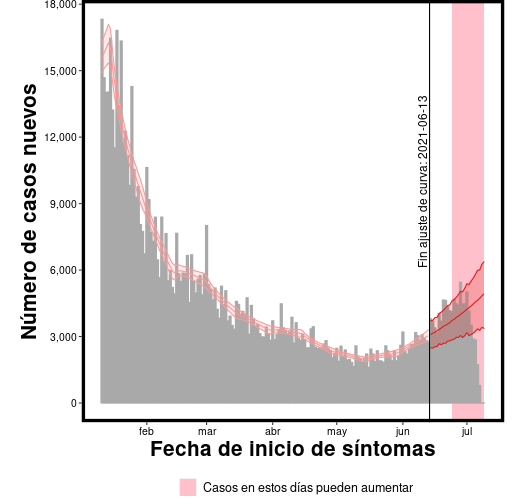 18,000
15,000
12,000
9,000
6,000
3,000
0
Número de casos nuevos
Fin ajuste de curva: 2021-06-13
feb mar abr may jun jul
Fecha de inicio de síntomas
Casos en estos días pueden aumentar